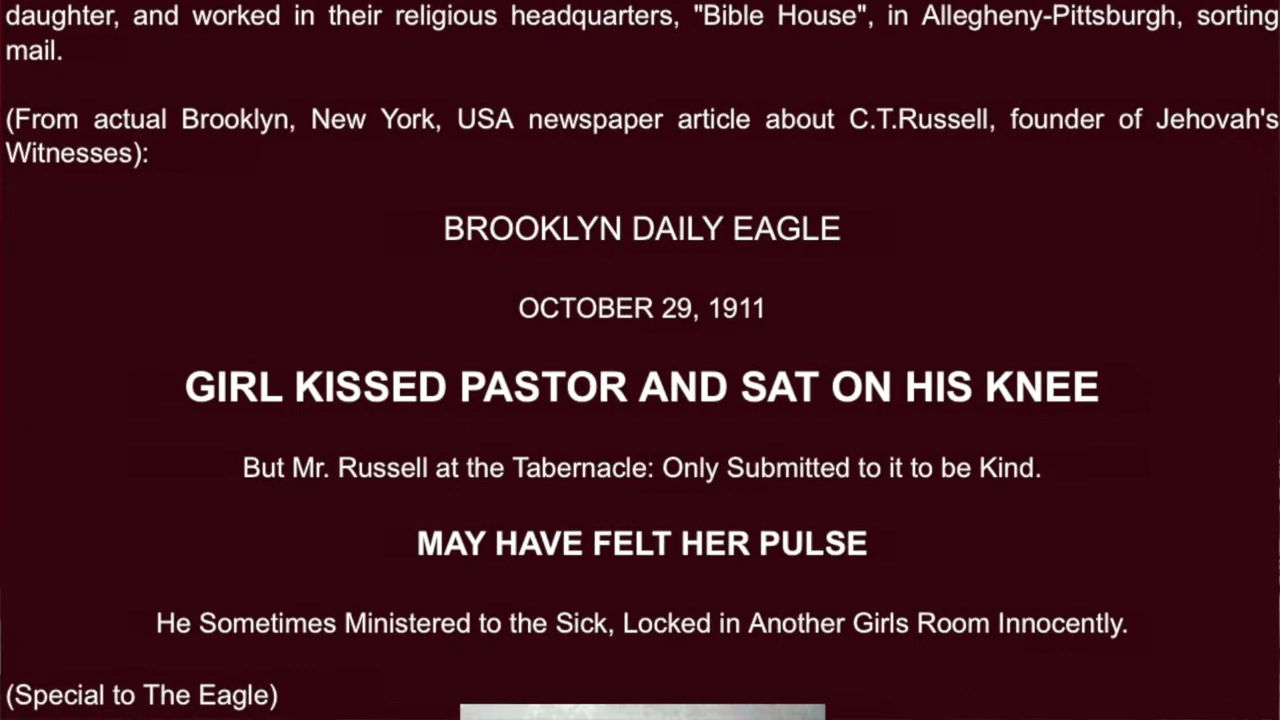 daughter, and worked in their religious headquarters, "Bible House", in Allegheny-Pittsburgh, sorting
mail.
(From actual Brooklyn, New York, USA newspaper article about C.T.Russell, founder of Jehovah's
Witnesses):
BROOKLYN DAILY EAGLE
OCTOBER 29, 1911
GIRL KISSED PASTOR AND SAT ON HIS KNEE
But Mr. Russell at the Tabernacle: Only Submitted to it to be Kind.
MAY HAVE FELT HER PULSE
He Sometimes Ministered to the Sick, Locked in Another Girls Room Innocently.
(Special to The Eagle)